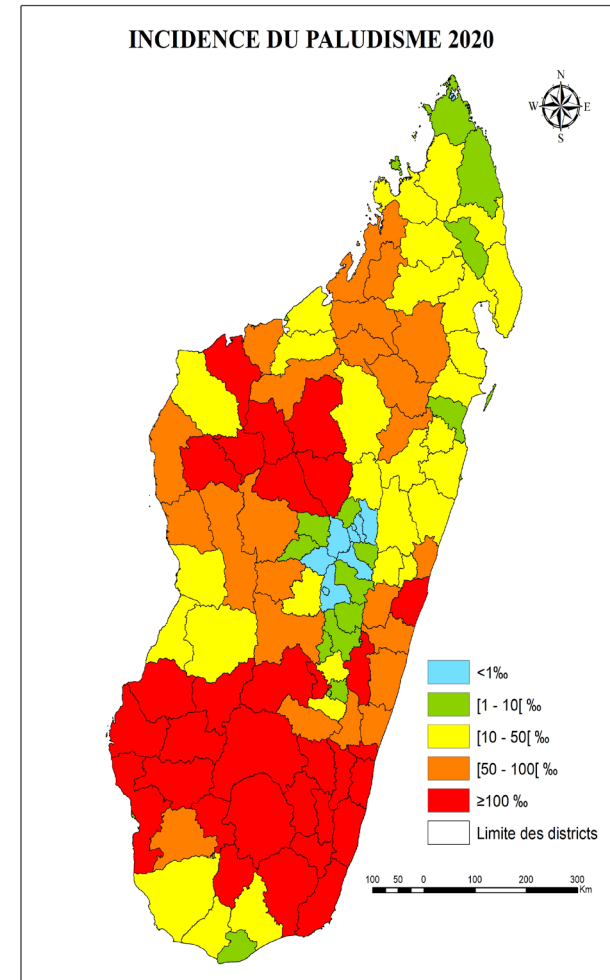 INCIDENCE DU PALUDISME 2020
N
W E
S
<1‰
[1 - 10[ ‰
[10 - 50[ ‰
[50 - 100[ ‰
≥100 ‰
Limite des districts
100 50 0 100 200 300
Km